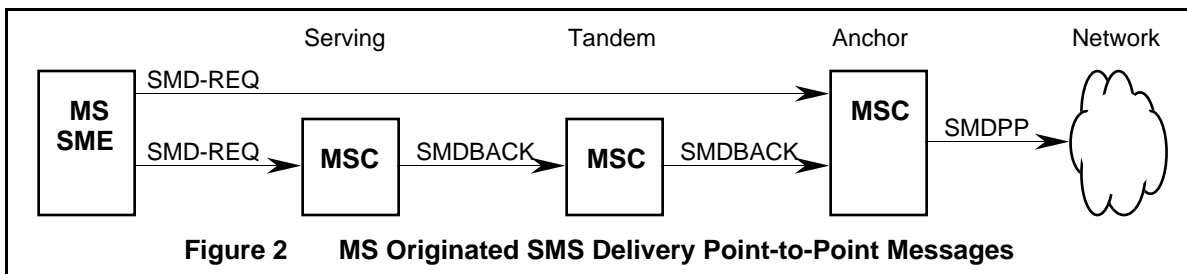 Serving Tandem Anchor Network
SMD-REQ
MS
SME
MSC
SMDPP
SMD-REQ
MSC
SMDBACK
MSC
SMDBACK
Figure 2 MS Originated SMS Delivery Point-to-Point Messages